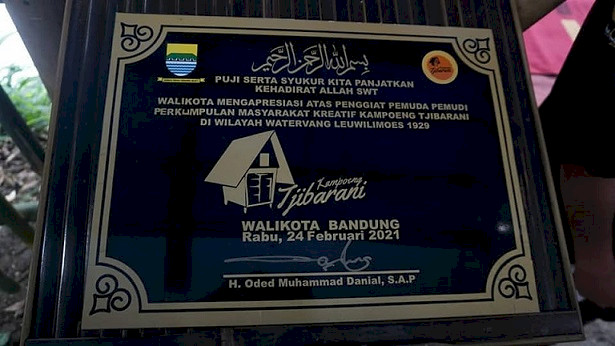 بسم الله الرحمن الرحيم
PUJI SERTA SYUKUR KITA PANJATKAN
KEHADIRAT ALLAH SWT
WALIKOTA MENGAPRESIASI ATAS PENGGIAT PEMUDA PEMUDI
PERKUMPULAN MASYARAKAT KREATIF KAMPOENG TJIBARANI
DI WILAYAH WATERVANG LEUWILIMOES 1929
Kampoeng
Tjibarani
WALIKOTA BANDUNG
Rabu, 24 Februari 2021
H. Oded Muhammad Danial, S.A.P